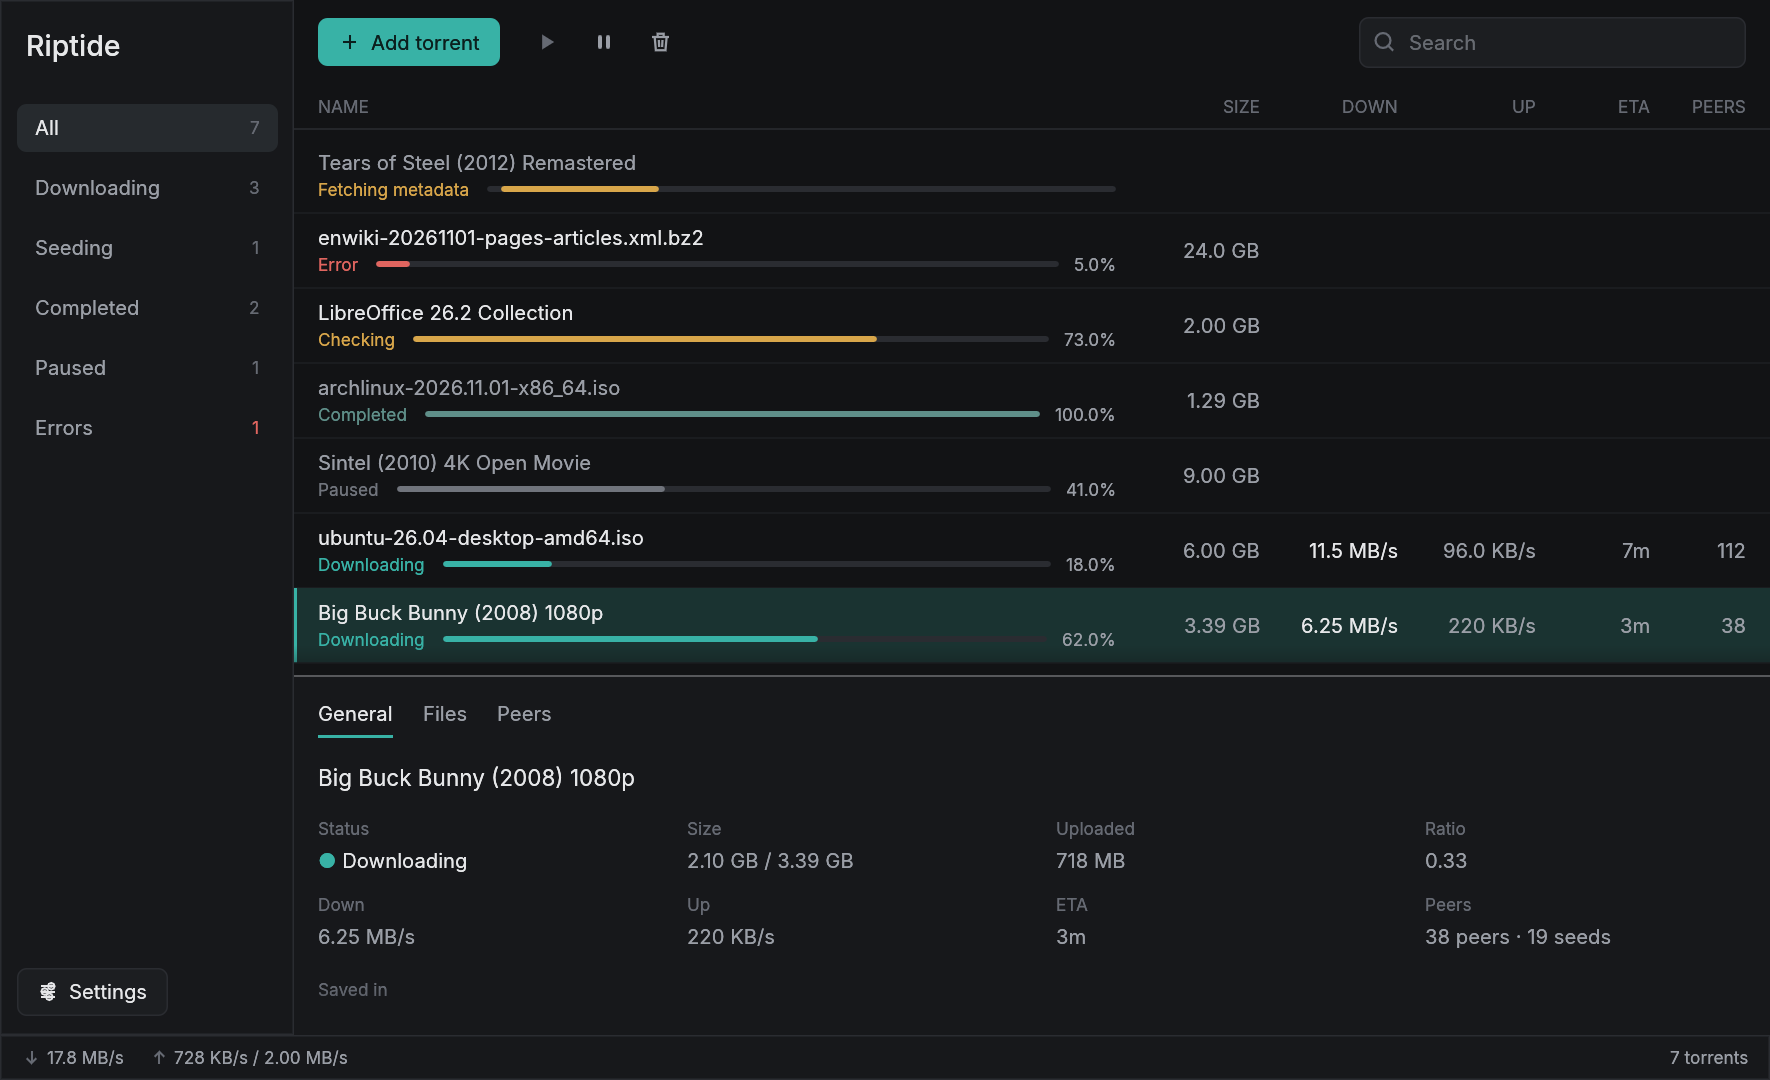 Riptide
All 7
Downloading 3
Seeding 1
Completed 2
Paused 1
Errors 1
Settings
+ Add torrent
Search
NAME SIZE DOWN UP ETA PEERS
Tears of Steel (2012) Remastered
Fetching metadata
enwiki-20261101-pages-articles.xml.bz2
Error 5.0% 24.0 GB
LibreOffice 26.2 Collection
Checking 73.0% 2.00 GB
archlinux-2026.11.01-x86_64.iso
Completed 100.0% 1.29 GB
Sintel (2010) 4K Open Movie
Paused 41.0% 9.00 GB
ubuntu-26.04-desktop-amd64.iso
Downloading 18.0% 6.00 GB 11.5 MB/s 96.0 KB/s 7m 112
Big Buck Bunny (2008) 1080p
Downloading 62.0% 3.39 GB 6.25 MB/s 220 KB/s 3m 38
General Files Peers
Big Buck Bunny (2008) 1080p
Status Size Uploaded Ratio
Downloading 2.10 GB / 3.39 GB 718 MB 0.33
Down Up ETA Peers
6.25 MB/s 220 KB/s 3m 38 peers · 19 seeds
Saved in
↓ 17.8 MB/s ↑ 728 KB/s / 2.00 MB/s 7 torrents